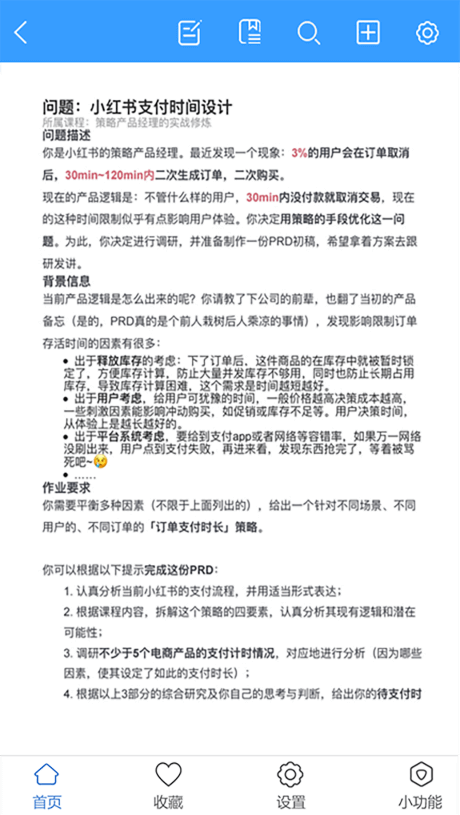 问题：小红书支付时间设计
所属课程：策略产品经理的实战修炼
问题描述
你是小红书的策略产品经理。最近发现一个现象：3%的用户会在订单取消
后，30min~120min内二次生成订单，二次购买。
现在的产品逻辑是：不管什么样的用户，30min内没付款就取消交易，现在
的这种时间限制似乎有点影响用户体验。你决定用策略的手段优化这一问
题。为此，你决定进行调研，并准备制作一份PRD初稿，希望拿着方案去跟
研发讲。
背景信息
当前产品逻辑是怎么出来的呢？你请教了下公司的前辈，也翻了当初的产品
备忘（是的，PRD真的是个前人栽树后人乘凉的事情），发现影响限制订单
存活时间的因素有很多：
● 出于释放库存的考虑：下了订单后，这件商品的在库存中就被暂时锁
定了，方便库存计算，防止大量并发库存不够用，同时也防止长期占用
库存，导致库存计算困难，这个需求是时间越短越好。
● 出于用户考虑，给用户可犹豫的时间，一般价格越高决策成本越高，
一些刺激因素能影响冲动购买，如促销或库存不足等。用户决策时间，
从体验上是越长越好的。
● 出于平台系统考虑，要给到支付app或者网络等容错率，如果万一网络
没刷出来，用户点到支付失败，再进来看，发现东西抢完了，等着被骂
死吧~😢
● ……
作业要求
你需要平衡多种因素（不限于上面列出的），给出一个针对不同场景、不同
用户的、不同订单的「订单支付时长」策略。
你可以根据以下提示完成这份PRD：
1. 认真分析当前小红书的支付流程，并用适当形式表达；
2. 根据课程内容，拆解这个策略的四要素，认真分析其现有逻辑和潜在
可能性；
3. 调研不少于5个电商产品的支付计时情况，对应地进行分析（因为哪些
因素，使其设定了如此的支付时长）；
4. 根据以上3部分的综合研究及你自己的思考与判断，给出你的待支付时
首页
收藏
设置
小功能